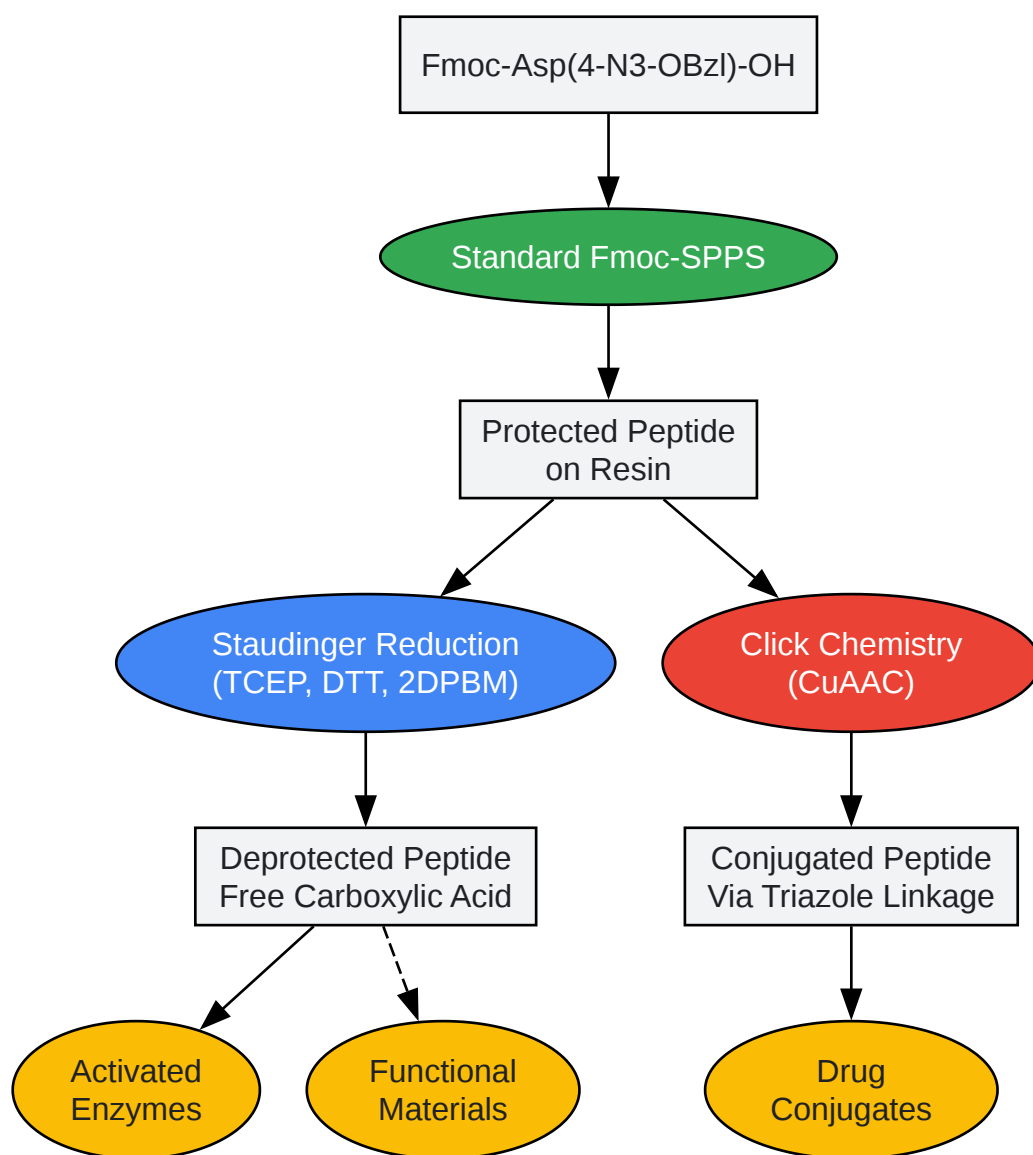 Fmoc-Asp(4-N3-OBzl)-OH
Standard Fmoc-SPPS
Protected Peptide
on Resin
Staudinger Reduction
(TCEP, DTT, 2DPBM)
Click Chemistry
(CuAAC)
Deprotected Peptide
Free Carboxylic Acid
Conjugated Peptide
Via Triazole Linkage
Activated
Enzymes
Functional
Materials
Drug
Conjugates